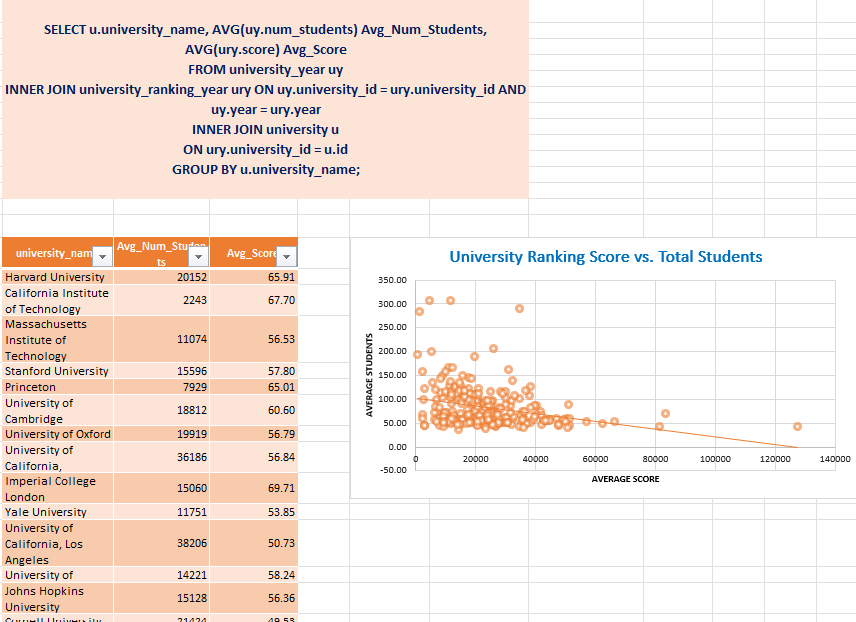 SELECT u.university_name, AVG(uy.num_students) Avg_Num_Students,
AVG(ury.score) Avg_Score
FROM university_year uy
INNER JOIN university_ranking_year ury ON uy.university_id = ury.university_id AND
uy.year = ury.year
INNER JOIN university u
ON ury.university_id = u.id
GROUP BY u.university_name;
university_nam Avg_Num_Studen Avg_Score
ts
Harvard University 20152 65.91
California Institute
of Technology 2243 67.70
Massachusetts
Institute of 11074 56.53
Technology
Stanford University 15596 57.80
Princeton 7929 65.01
University of
Cambridge 18812 60.60
University of Oxford 19919 56.79
University of
California, 36186 56.84
Imperial College
London 15060 69.71
Yale University 11751 53.85
University of
California, Los 38206 50.73
Angeles
University of 14221 58.24
Johns Hopkins
University 15128 56.36
Cornell University 21424 49.53
University Ranking Score vs. Total Students
350.00
300.00
250.00
200.00
150.00
100.00
50.00
0.00
-50.00
AVERAGE STUDENTS
0 20000 40000 60000 80000 100000 120000 140000
AVERAGE SCORE